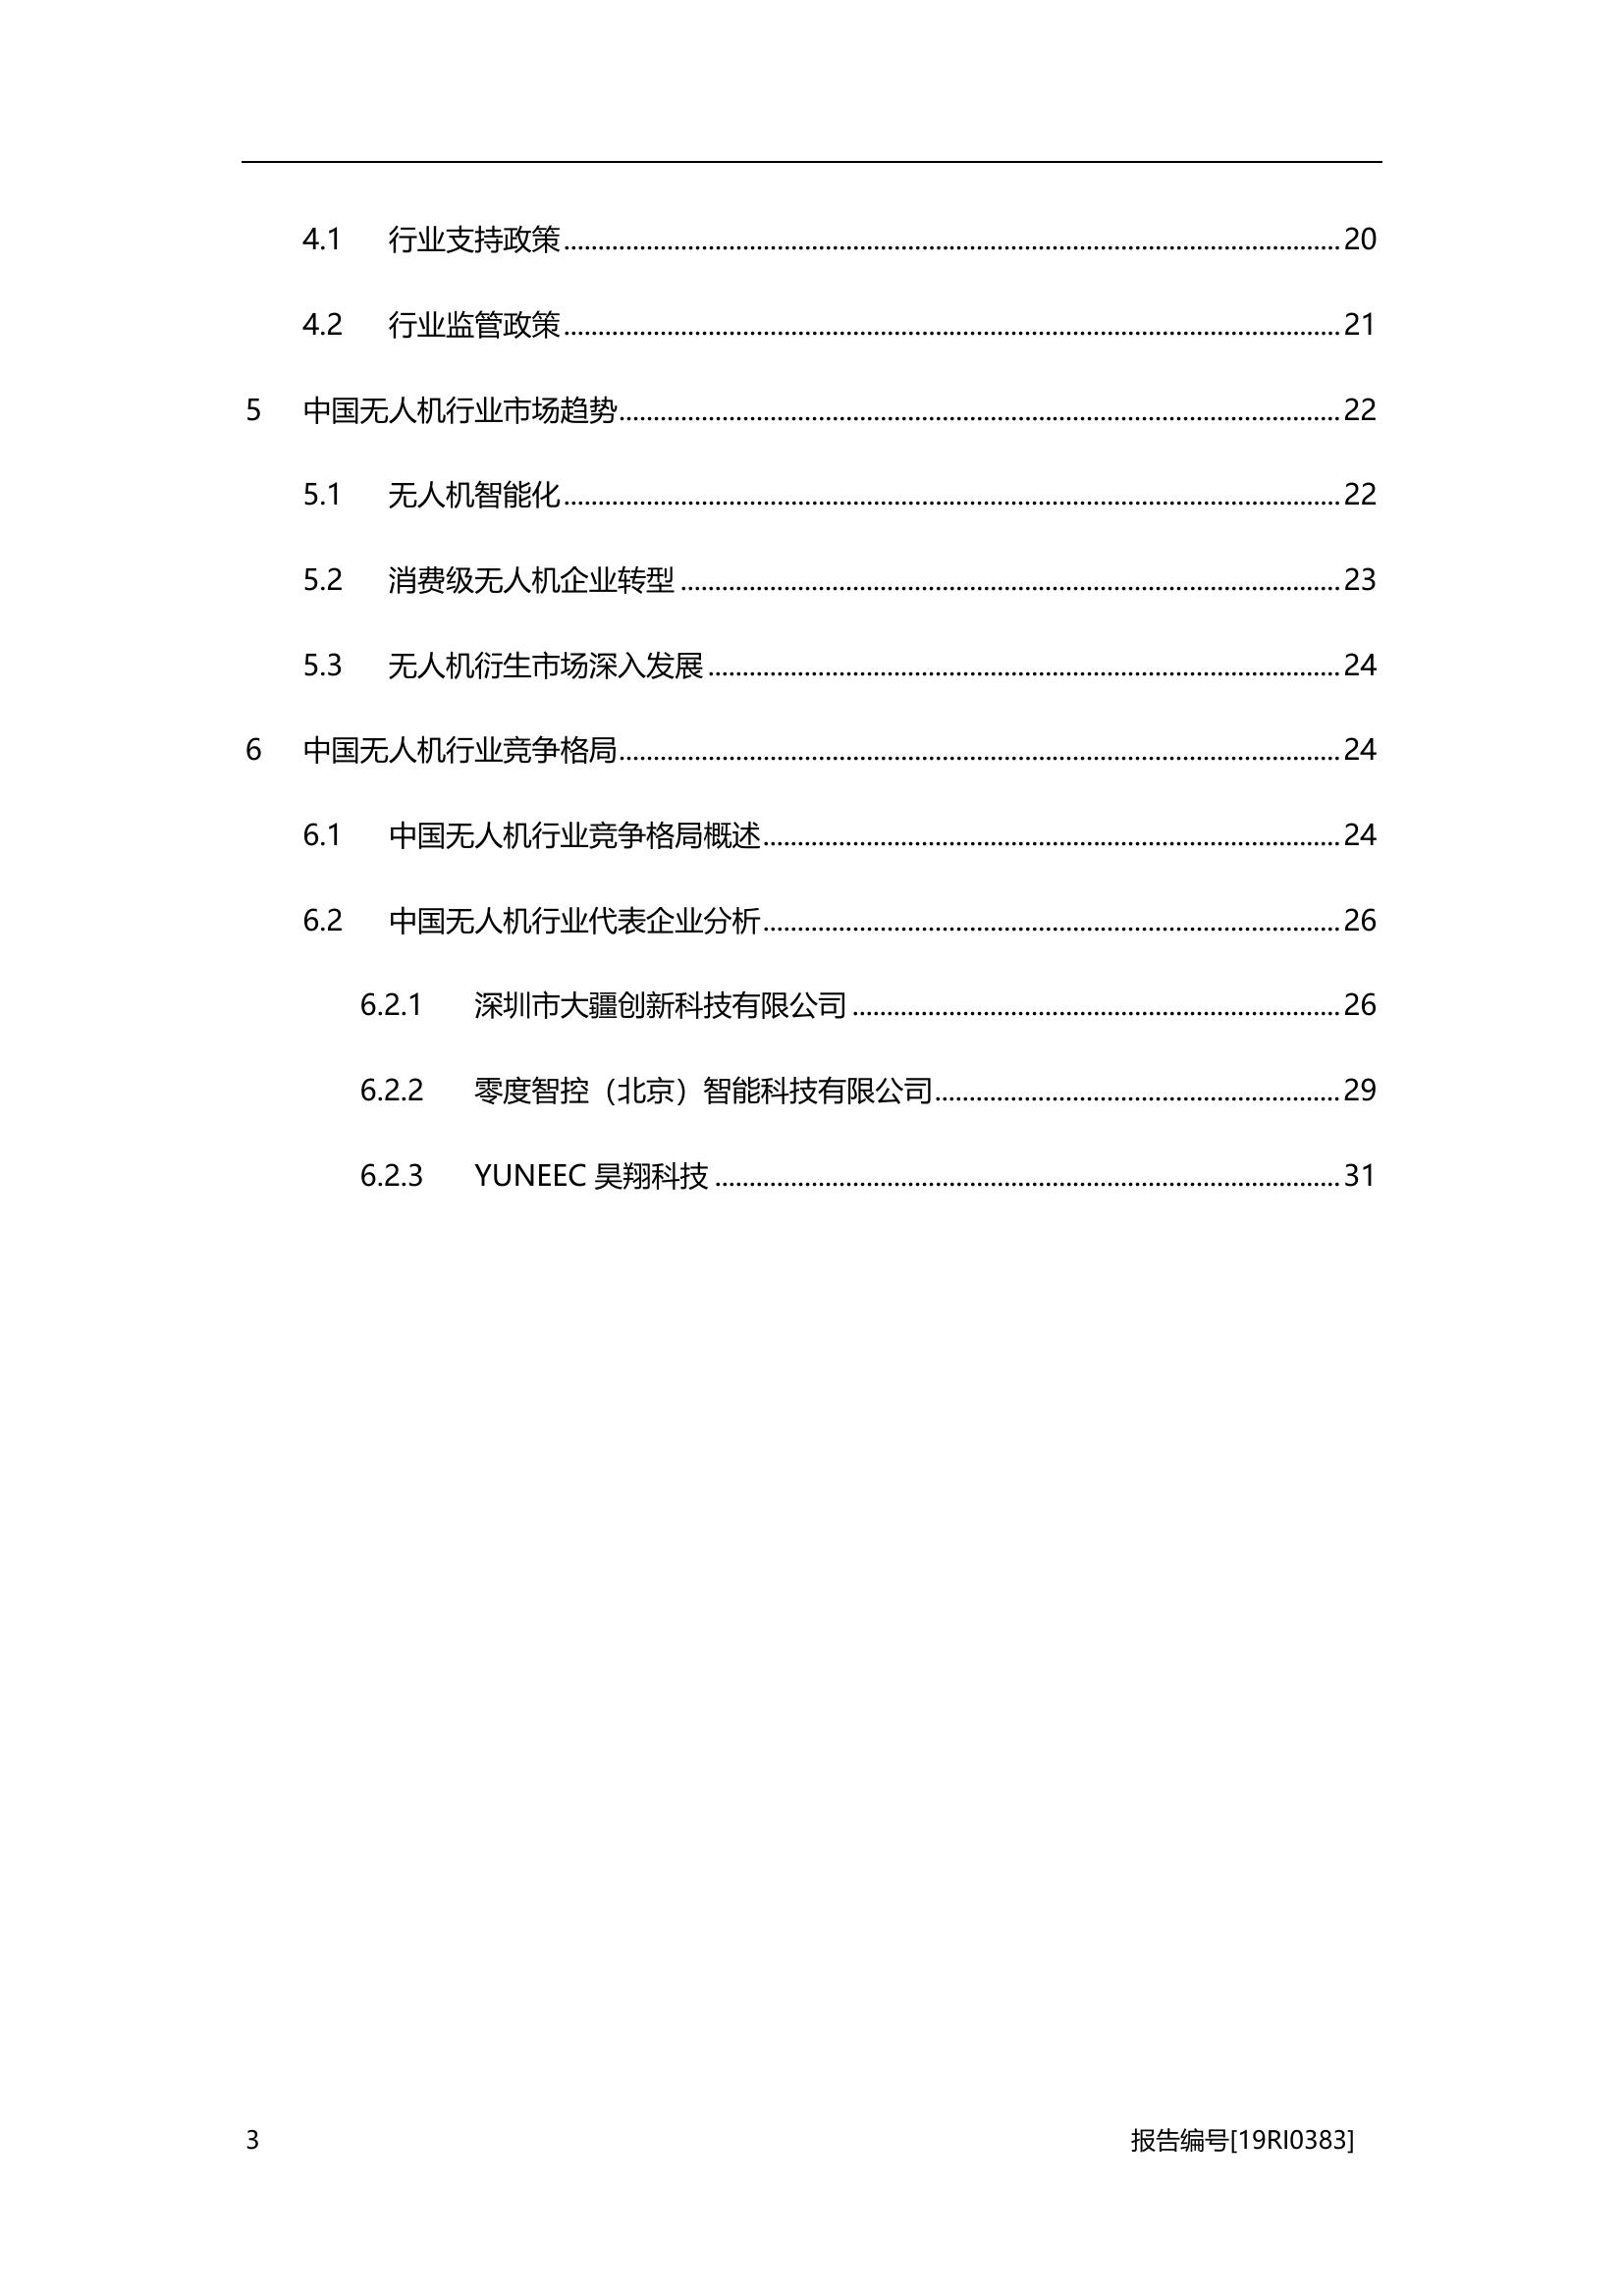 4.1 行业支持政策 20
4.2 行业监管政策 21
5 中国无人机行业市场趋势 22
5.1 无人机智能化 22
5.2 消费级无人机企业转型 23
5.3 无人机衍生市场深入发展 24
6 中国无人机行业竞争格局 24
6.1 中国无人机行业竞争格局概述 24
6.2 中国无人机行业代表企业分析 26
6.2.1 深圳市大疆创新科技有限公司 26
6.2.2 零度智控（北京）智能科技有限公司 29
6.2.3 YUNEEC 昊翔科技 31
3 报告编号[19RI0383]